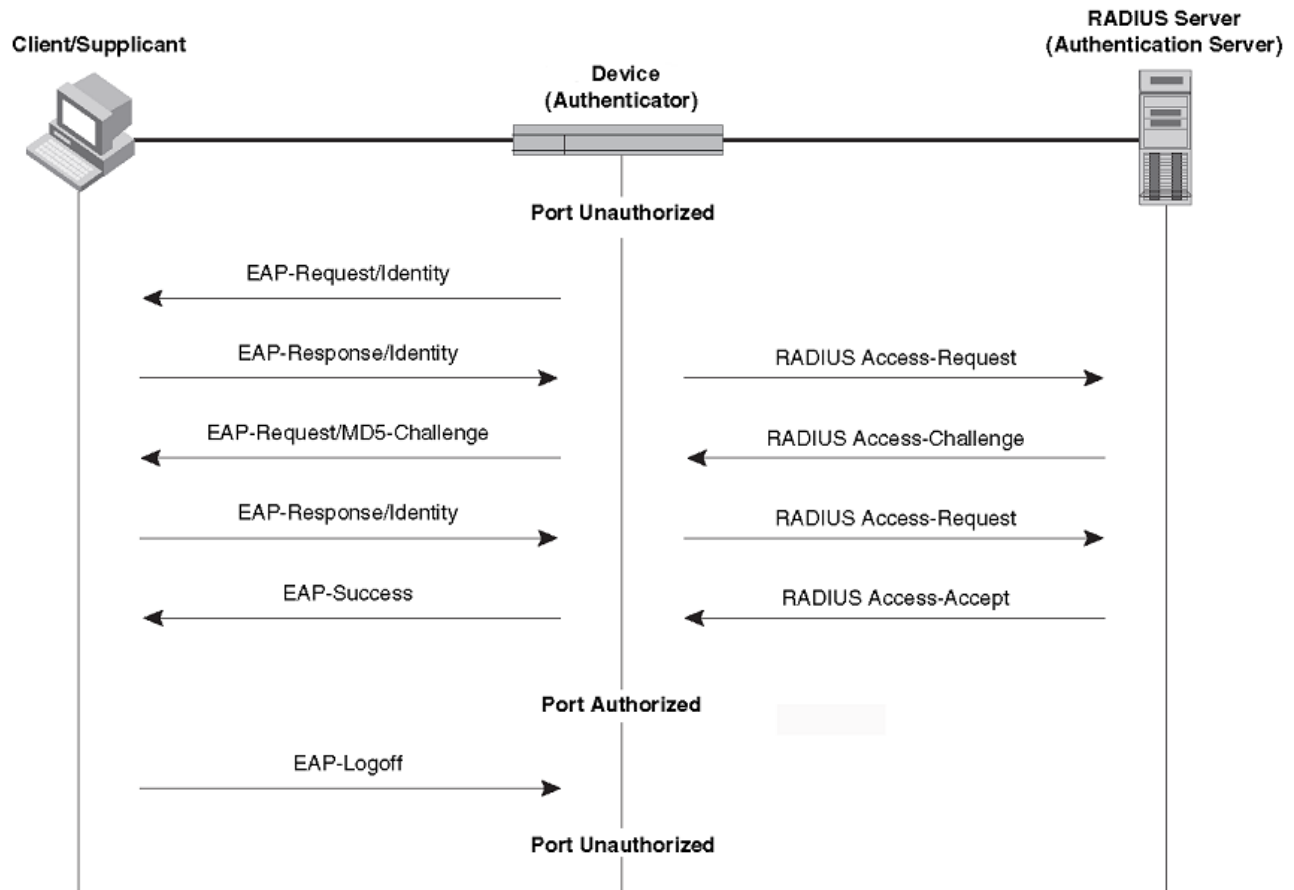 RADIUS Server
(Authentication Server)
Client/Supplicant
Device
(Authenticator)
Port Unauthorized
EAP-Request/Identity
EAP-Response/Identity
RADIUS Access-Request
EAP-Request/MD5-Challenge
RADIUS Access-Challenge
EAP-Response/Identity
RADIUS Access-Request
EAP-Success
RADIUS Access-Accept
Port Authorized
EAP-Logoff
Port Unauthorized